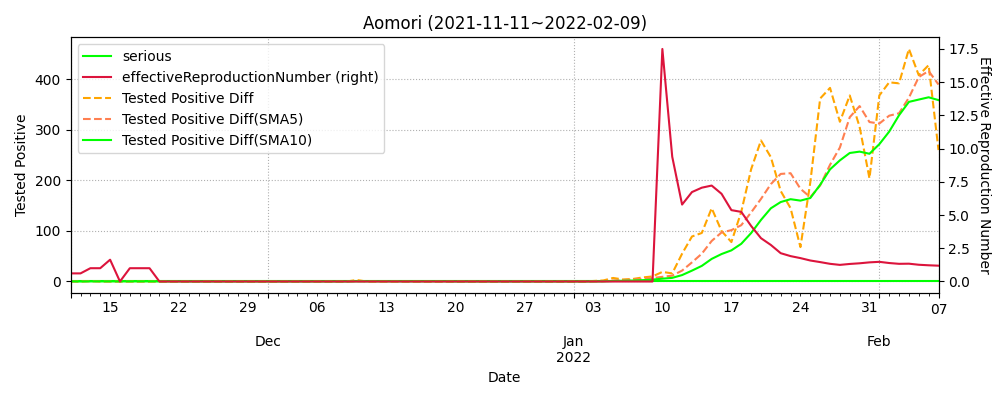 Aomori (2021-11-11~2022-02-09)
serious
effectiveReproductionNumber (right)
Tested Positive Diff
Tested Positive Diff(SMA5)
Tested Positive Diff(SMA10)
Tested Positive
400
300
200
100
0
17.5
15.0
12.5
10.0
7.5
5.0
2.5
0.0
Effective Reproduction Number
15 22 29 06 13 20 27 03 10 17 24 31 07
Dec Jan Feb
2022
Date